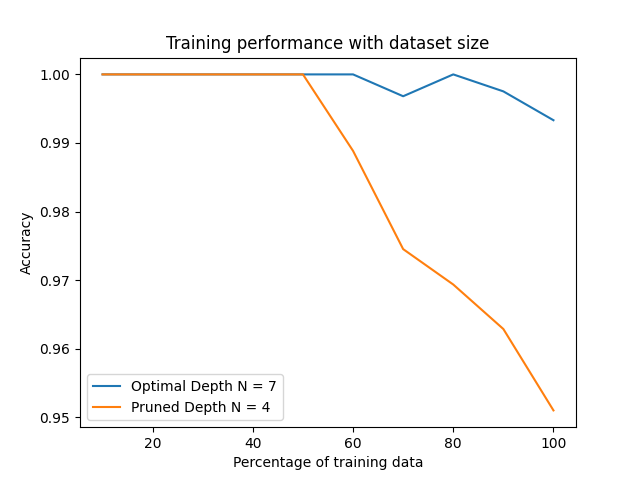 Training performance with dataset size
1.00
0.99
0.98
0.97
0.96
0.95
Accuracy
Optimal Depth N = 7
Pruned Depth N = 4
20 40 60 80 100
Percentage of training data